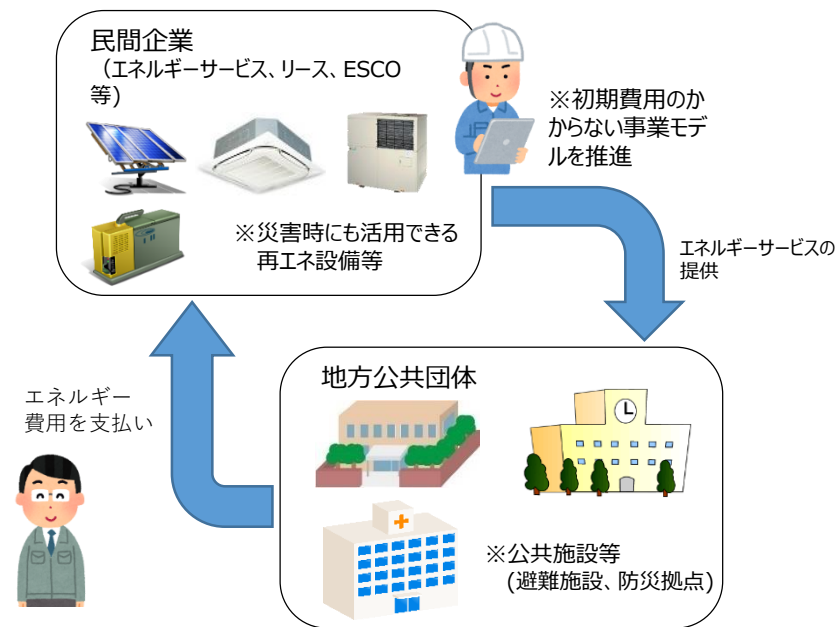 民間企業
（エネルギーサービス、リース、ESCO
等)
※災害時にも活用できる
再エネ設備等
※初期費用のか
からない事業モデ
ルを推進
エネルギーサービスの
提供
エネルギー
費用を支払い
地方公共団体
※公共施設等
(避難施設、防災拠点)